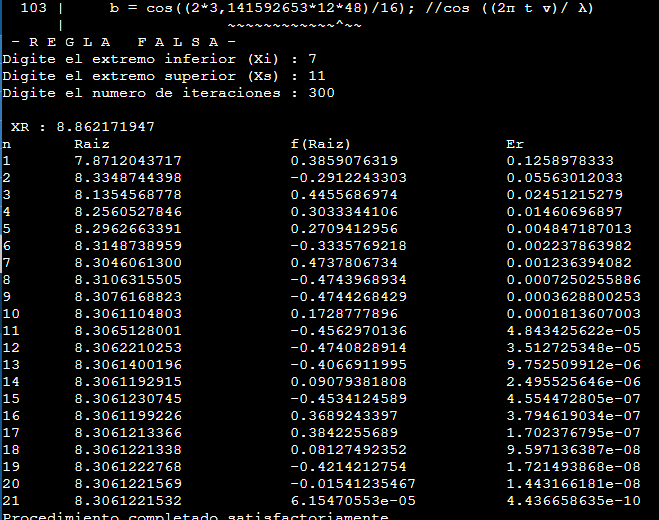 103 |     b = cos((2*3,141592653*12*48)/16); //cos ((2π t v)/ λ)
|                 ~~~~~~~~~~~~^~~
- R E G L A   F A L S A -
Digite el extremo inferior (Xi) : 7
Digite el extremo superior (Xs) : 11
Digite el numero de iteraciones : 300
XR : 8.862171947
n Raiz f(Raiz) Er
1 7.8712043717 0.3859076319 0.1258978333
2 8.3348744398 -0.2912243303 0.05563012033
3 8.1354568778 0.4455686974 0.02451215279
4 8.2560527846 0.3033344106 0.01460696897
5 8.2962663391 0.2709412956 0.004847187013
6 8.3148738959 -0.3335769218 0.002237863982
7 8.3046061300 0.4737806734 0.001236394082
8 8.3106315505 -0.4743968934 0.0007250255886
9 8.3076168823 -0.4744268429 0.0003628800253
10 8.3061104803 0.1728777896 0.0001813607003
11 8.3065128001 -0.4562970136 4.843425622e-05
12 8.3062210253 -0.4740828914 3.512725348e-05
13 8.3061400196 -0.4066911995 9.752509912e-06
14 8.3061192915 0.09079381808 2.495525646e-06
15 8.3061230745 -0.4534124589 4.554472805e-07
16 8.3061199226 0.3689243397 3.794619034e-07
17 8.3061213366 0.3842255689 1.702376795e-07
18 8.3061221338 0.08127492352 9.597136387e-08
19 8.3061222768 -0.4214212754 1.721493868e-08
20 8.3061221569 -0.01541235467 1.443166181e-08
21 8.3061221532 6.15470553e-05 4.436658635e-10
Procedimiento completado satisfactoriamente